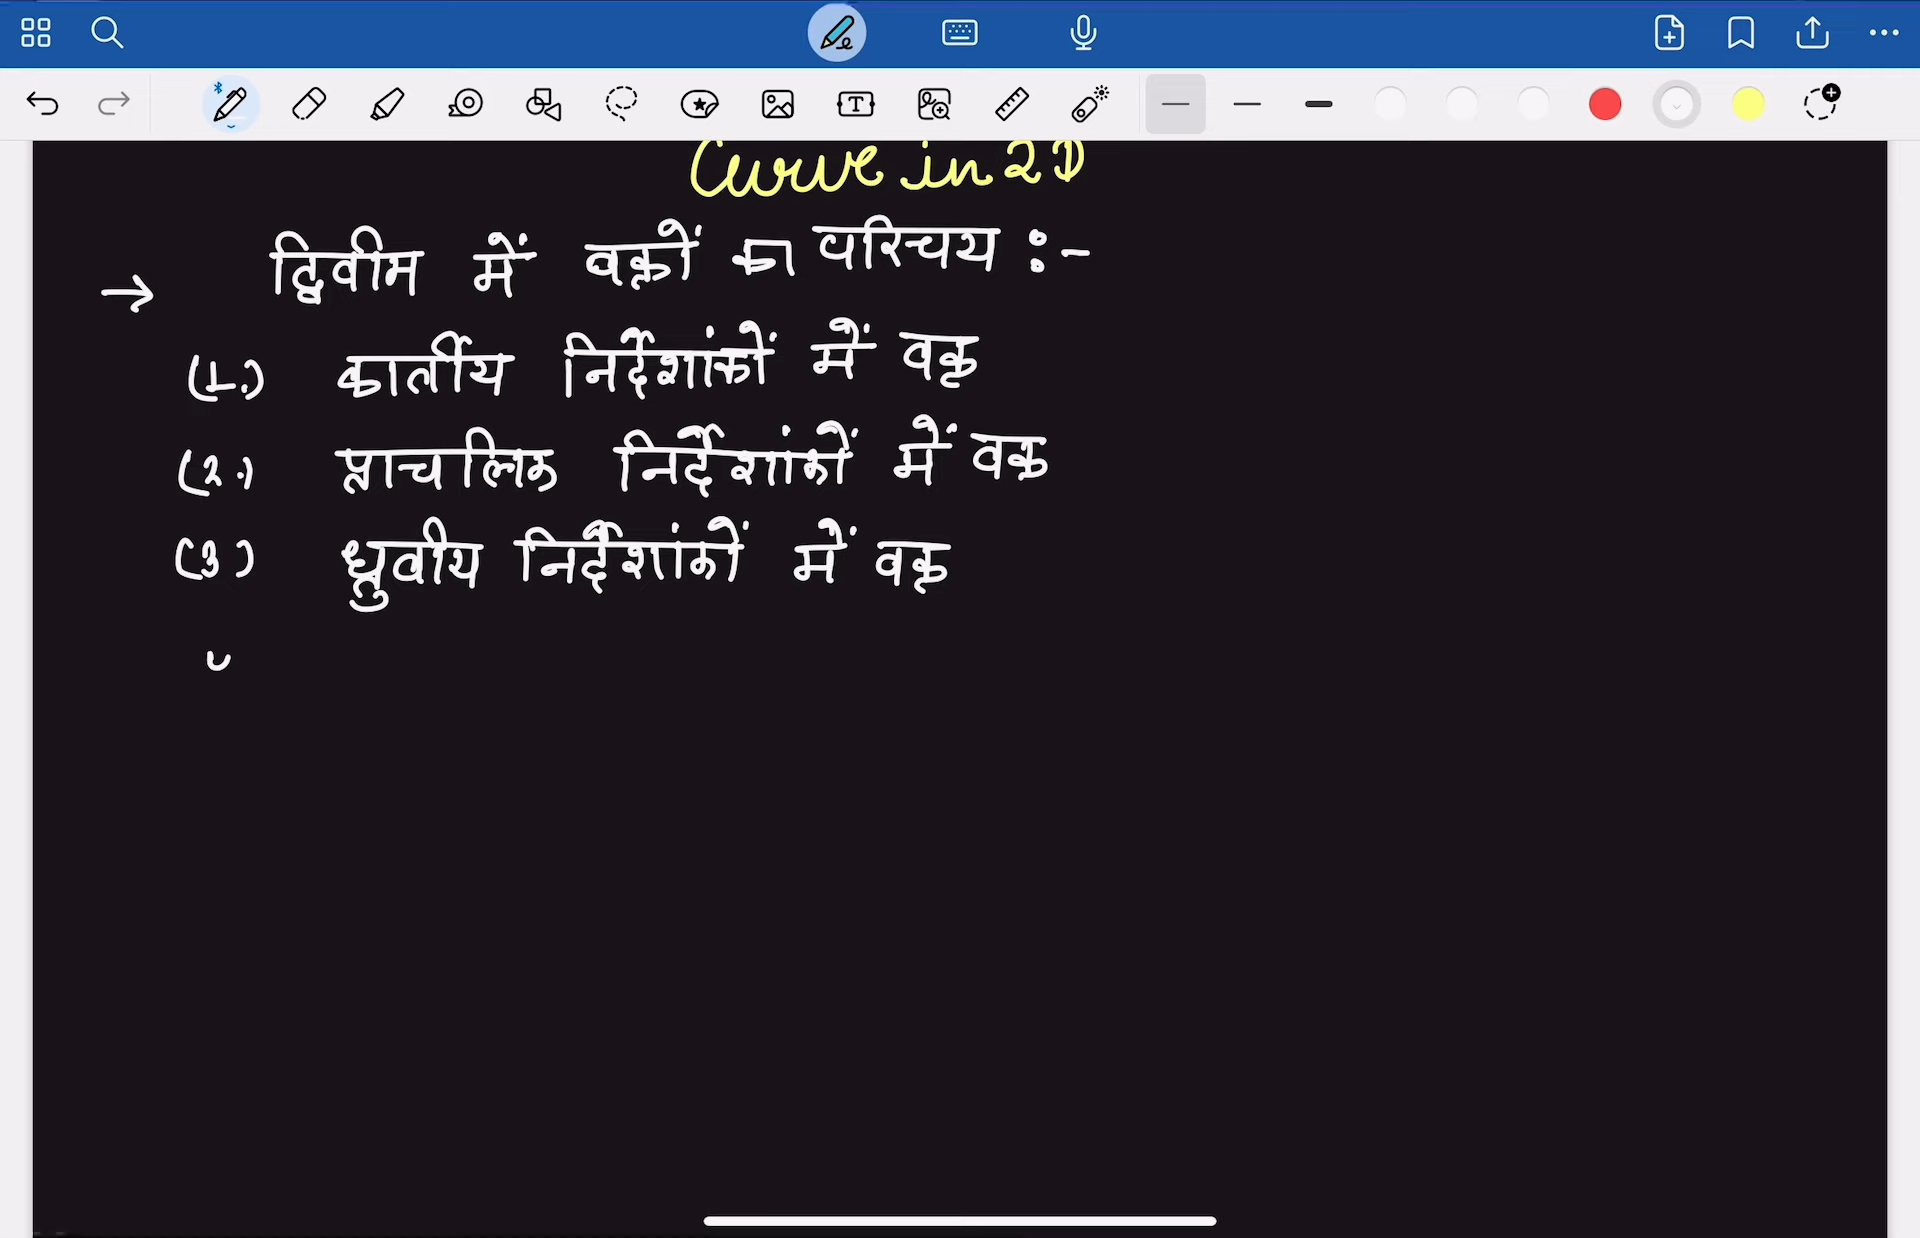 Curve in 2D
→ द्विवीम में वक्रों का परिचय :-
(1.) कार्तीय निर्देशांकों में वक्र
(2.) प्राचलिक निर्देशांकों में वक्र
(3) ध्रुवीय निर्देशांकों में वक्र